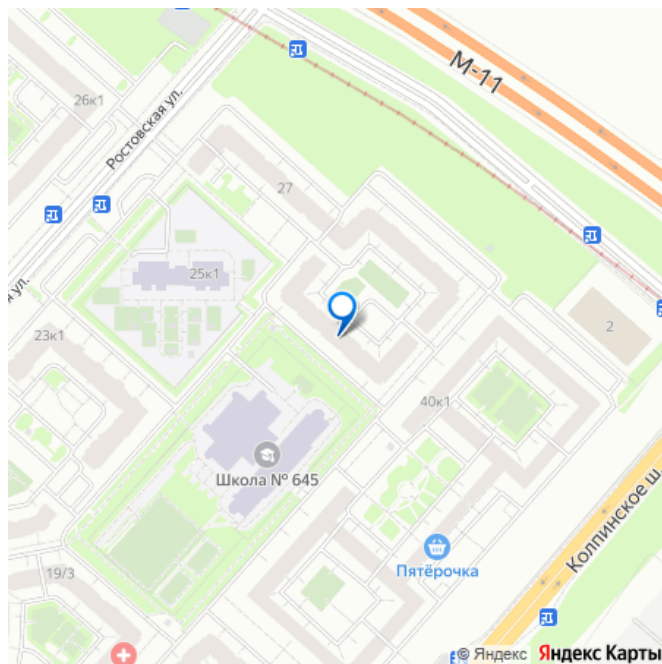 М-11
26к1
Ростовская ул.
27
25к1
ая ул.
23к1
2
40к1
Школа № 645
Колпинское ш.
Пятёрочка
19/3
© Яндекс Яндекс Карты